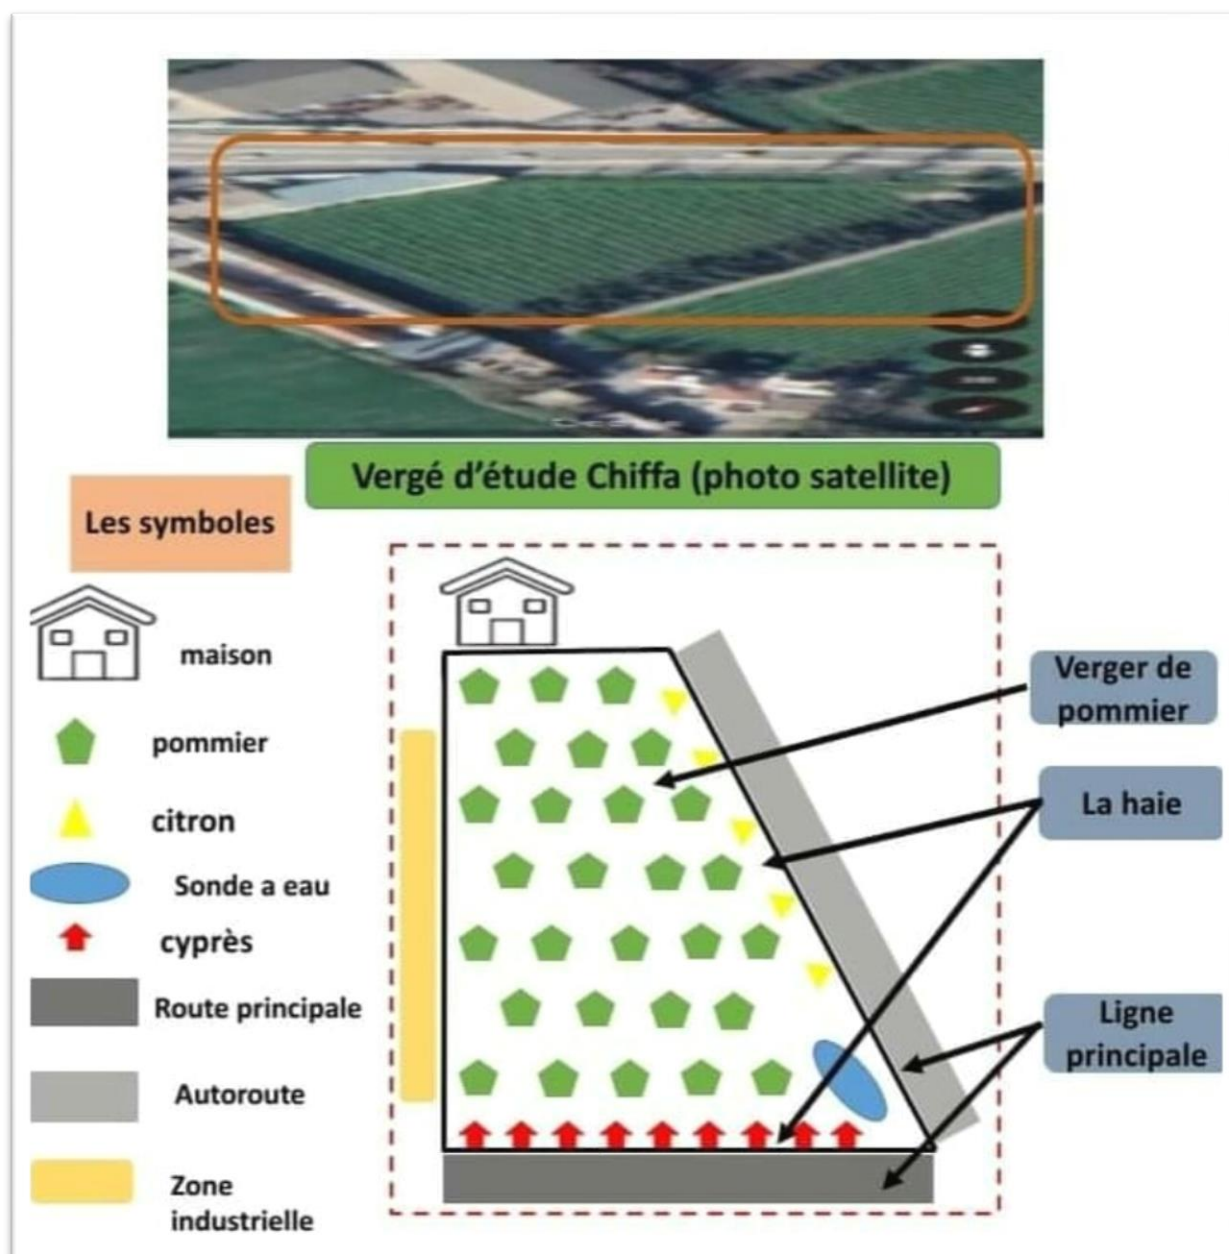 Vergé d'étude Chiffa (photo satellite)
Les symboles
maison
pommier
citron
Sonde a eau
cyprès
Route principale
Autoroute
Zone
industrielle
Verger de
pommier
La haie
Ligne
principale